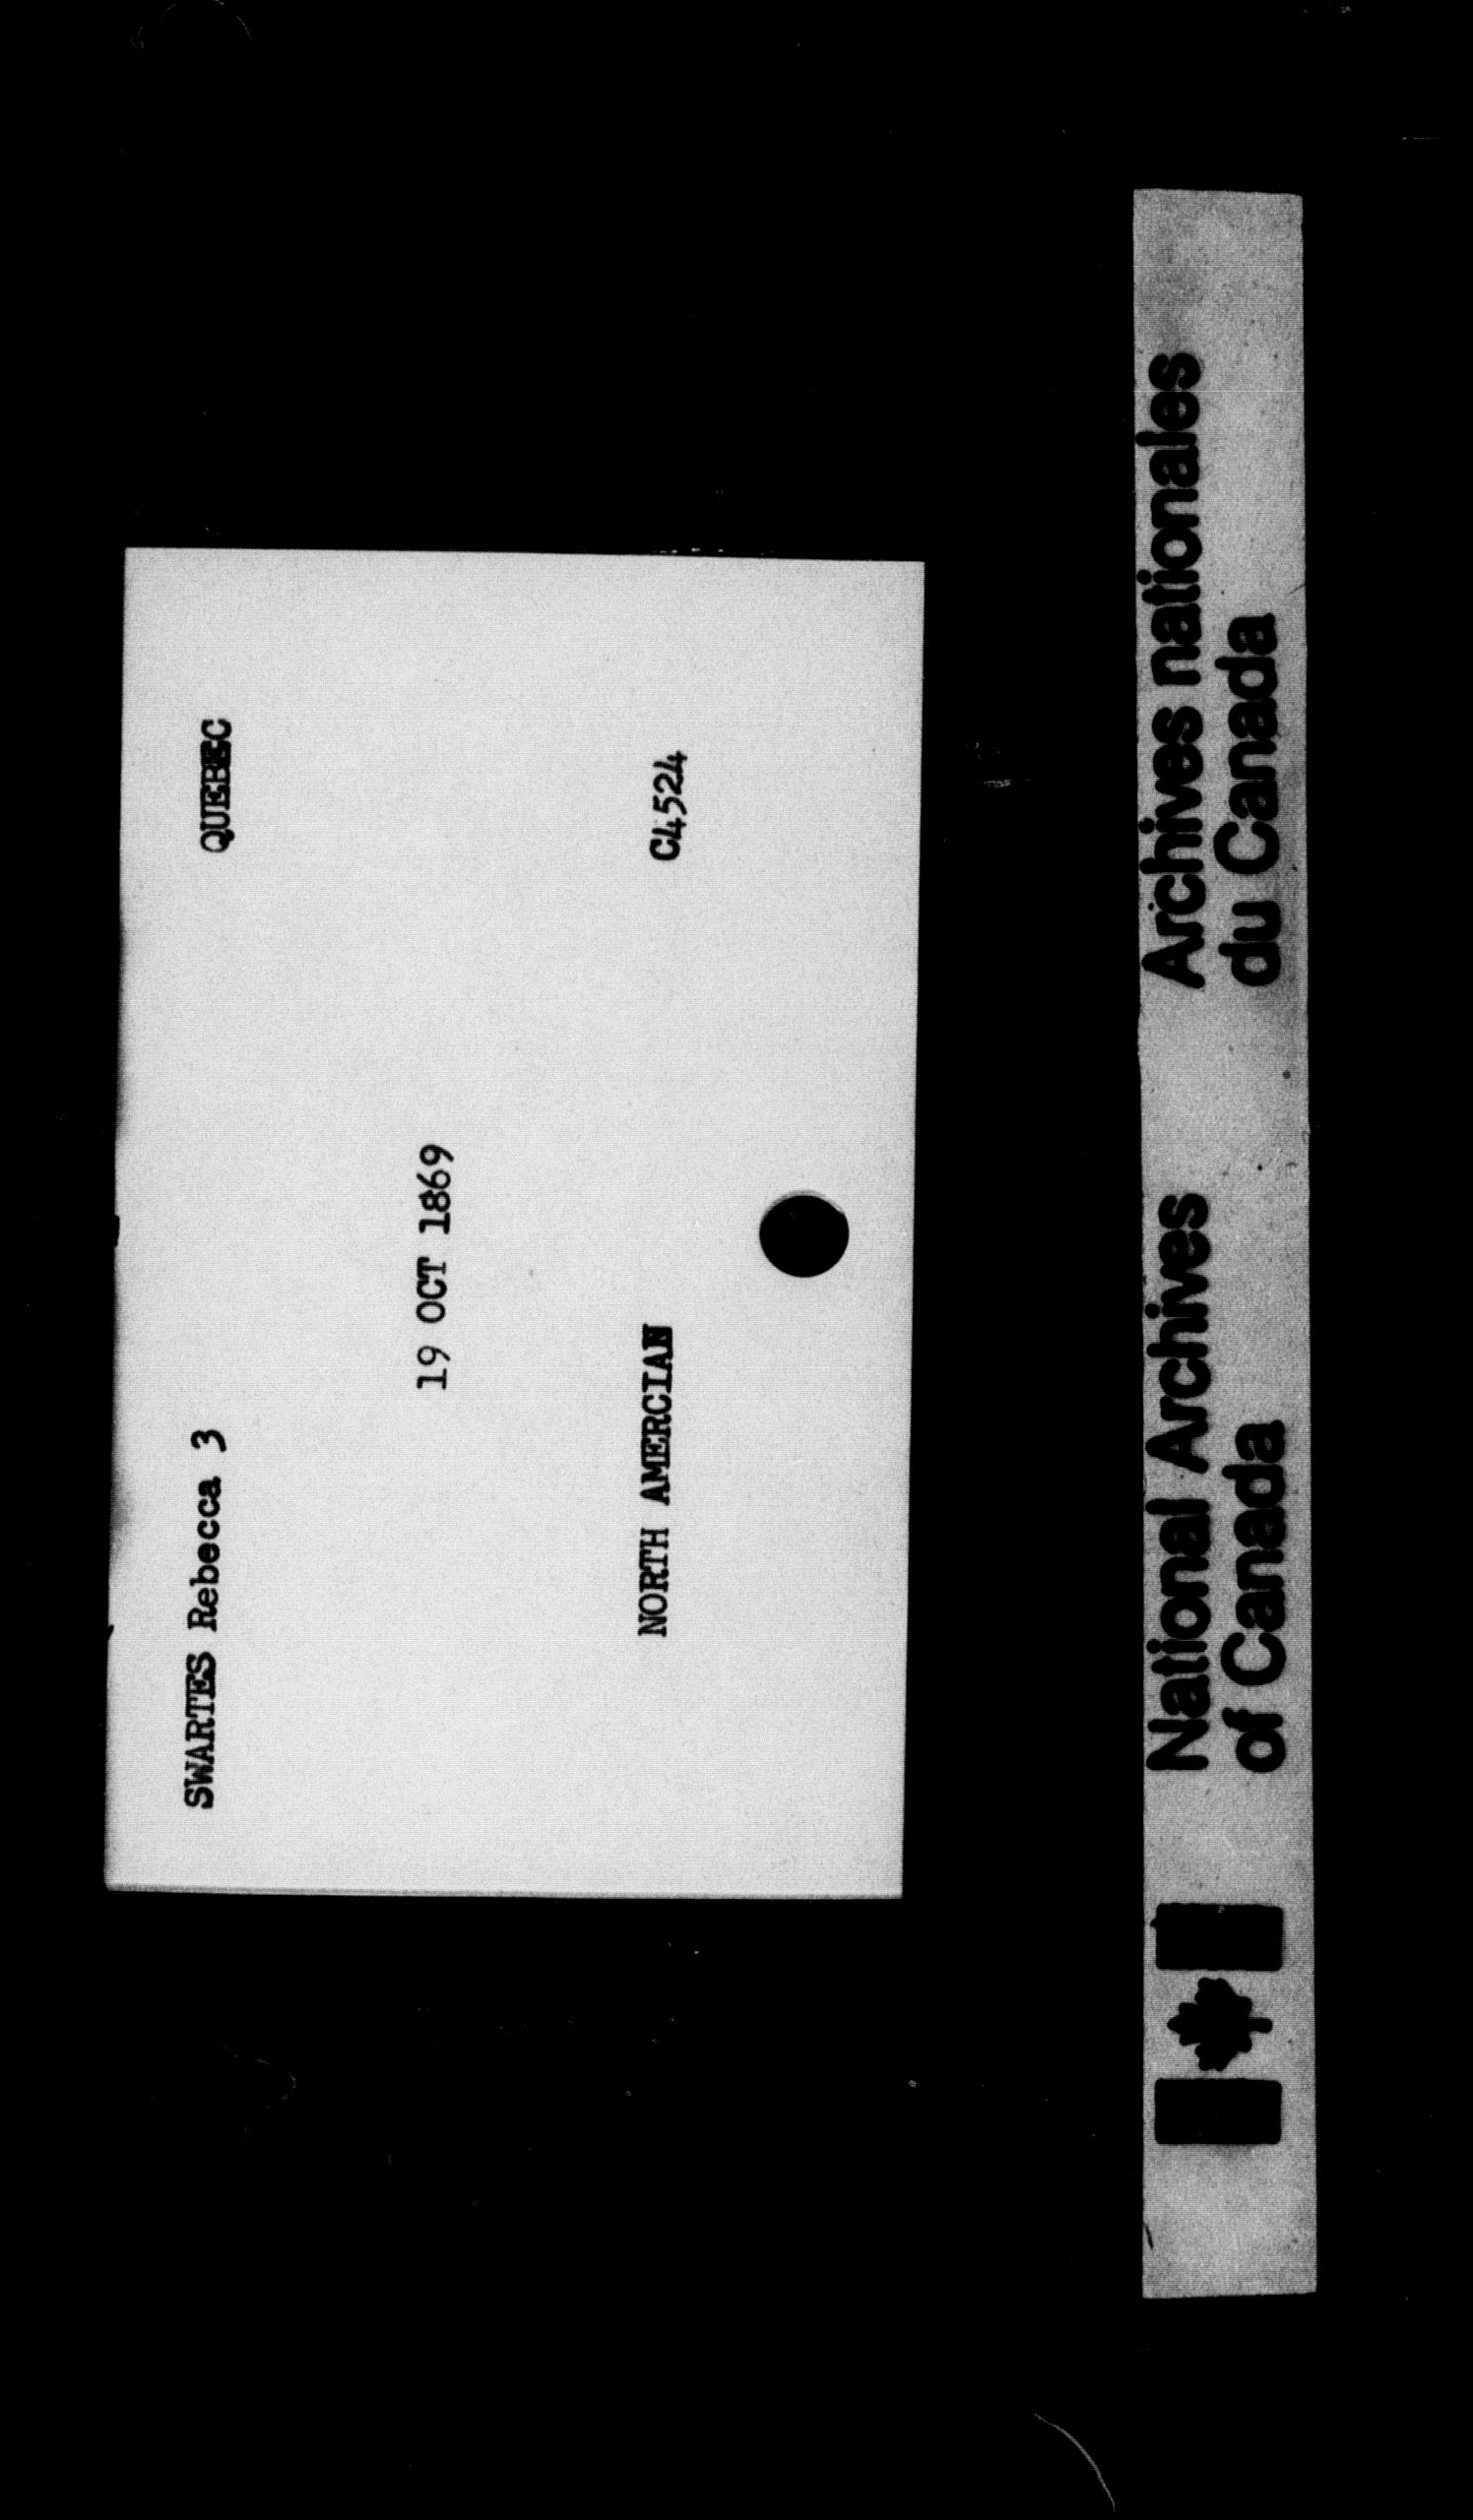 SWARTES Rebecca 3 QUEBEC
19 OCT 1869
NORTH AMERCIAN C4524
National Archives Archives nationales
of Canada du Canada